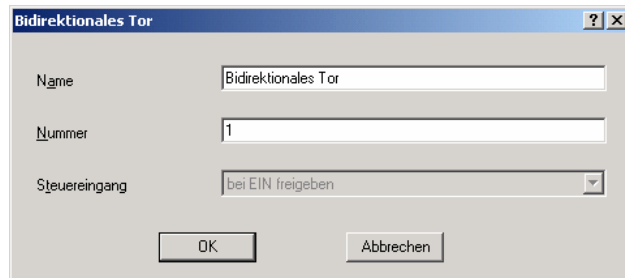 Bidirektionales Tor
Name Bidirektionales Tor
Nummer 1
Steuereingang bei EIN freigeben
OK Abbrechen